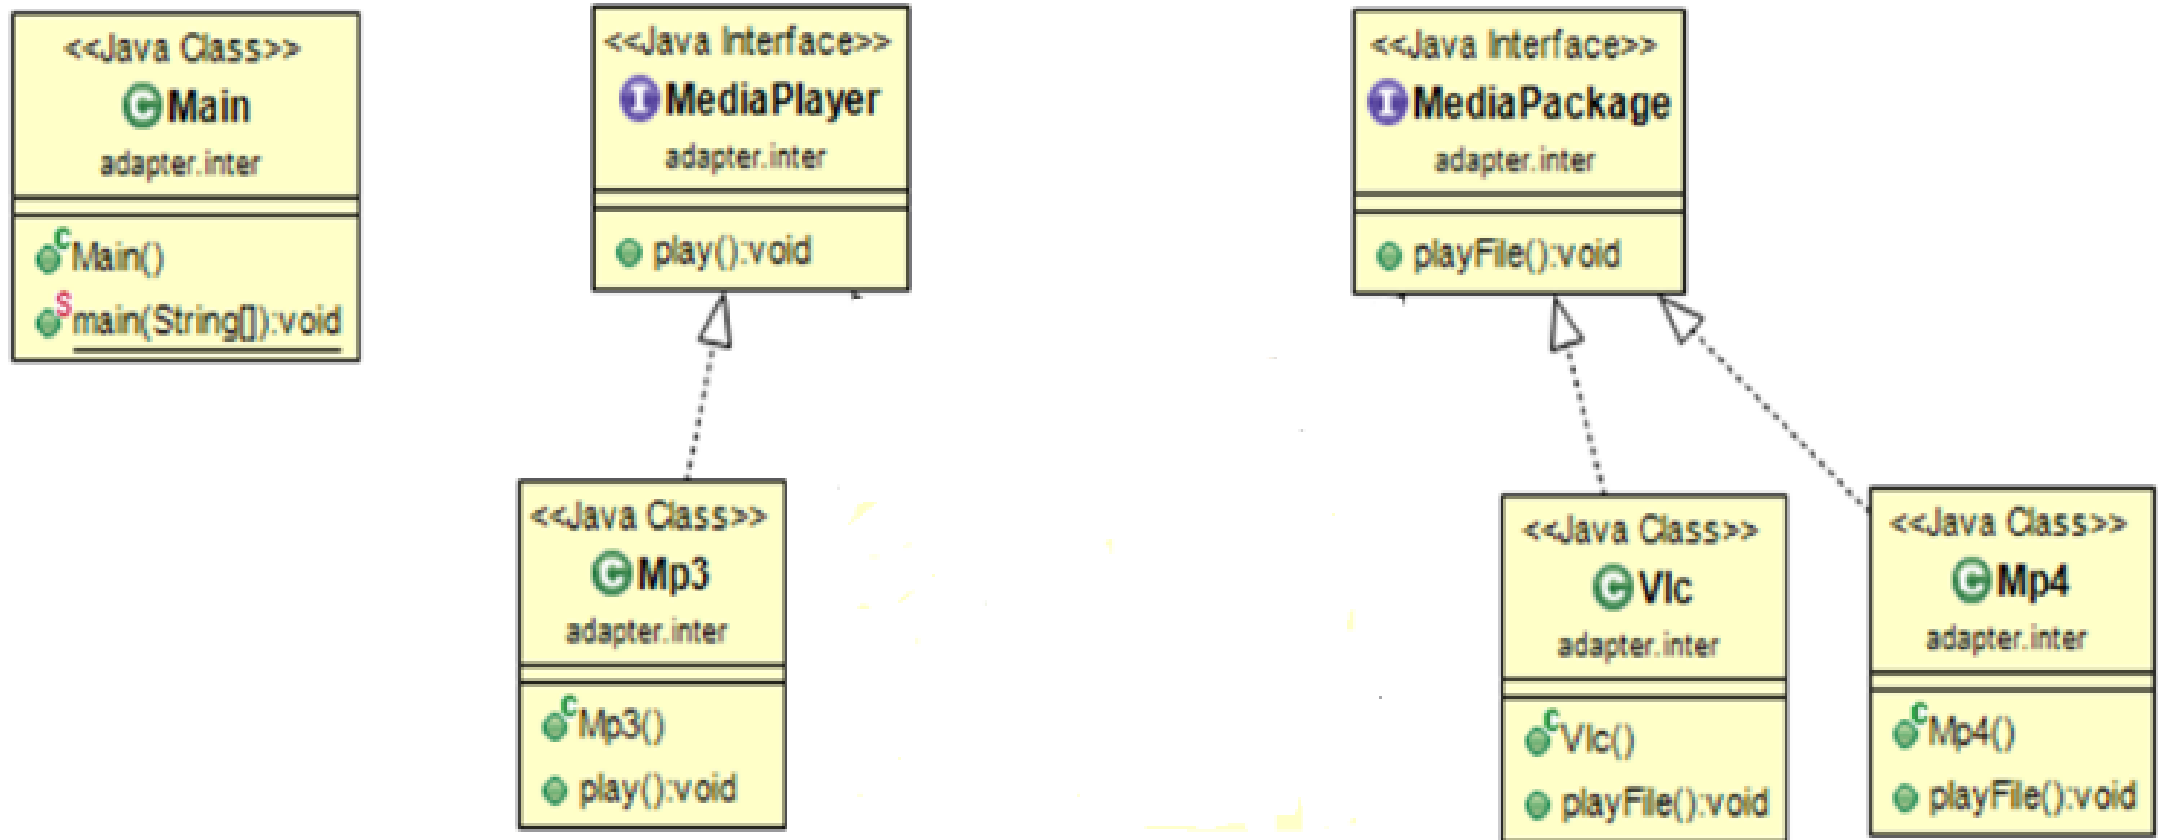 <<Java Class>>
C Main
adapter.inter
C Main()
S main(String[]):void
<<Java Interface>>
I MediaPlayer
adapter.inter
play():void
<<Java Interface>>
I MediaPackage
adapter.inter
playFile():void
<<Java Class>>
C Mp3
adapter.inter
C Mp3()
play():void
<<Java Class>>
C Vlc
adapter.inter
C Vlc()
playFile():void
<<Java Class>>
C Mp4
adapter.inter
C Mp4()
playFile():void